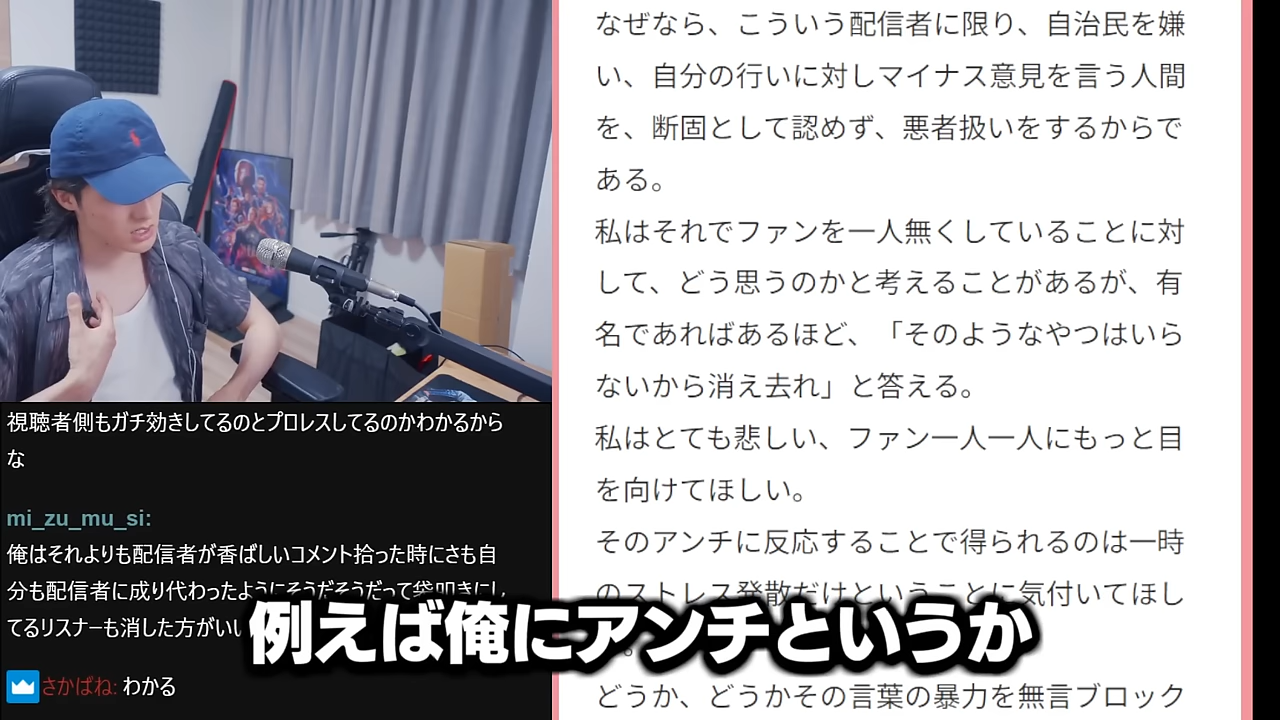 なぜなら、こういう配信者に限り、自治民を嫌
い、自分の行いに対しマイナス意見を言う人間
を、断固として認めず、悪者扱いをするからで
ある。
私はそれでファンを一人無くしていることに対
して、どう思うのかと考えることがあるが、有
名であればあるほど、「そのようなやつはいら
ないから消え去れ」と答える。
私はとても悲しい、ファン一人一人にもっと目
を向けてほしい。
そのアンチに反応することで得られるのは一時
のストレス発散だけということに気付いてほし
。
どうか、どうかその言葉の暴力を無言ブロック
視聴者側もガチ効きしてるのとプロレスしてるのかわかるから
な
mi_zu_mu_si:
俺はそれよりも配信者が香ばしいコメント拾った時にさも自
分も配信者に成り代わったようにそうだそうだって袋叩きにし
てるリスナーも消した方がいい
さかばね: わかる
例えば俺にアンチというか